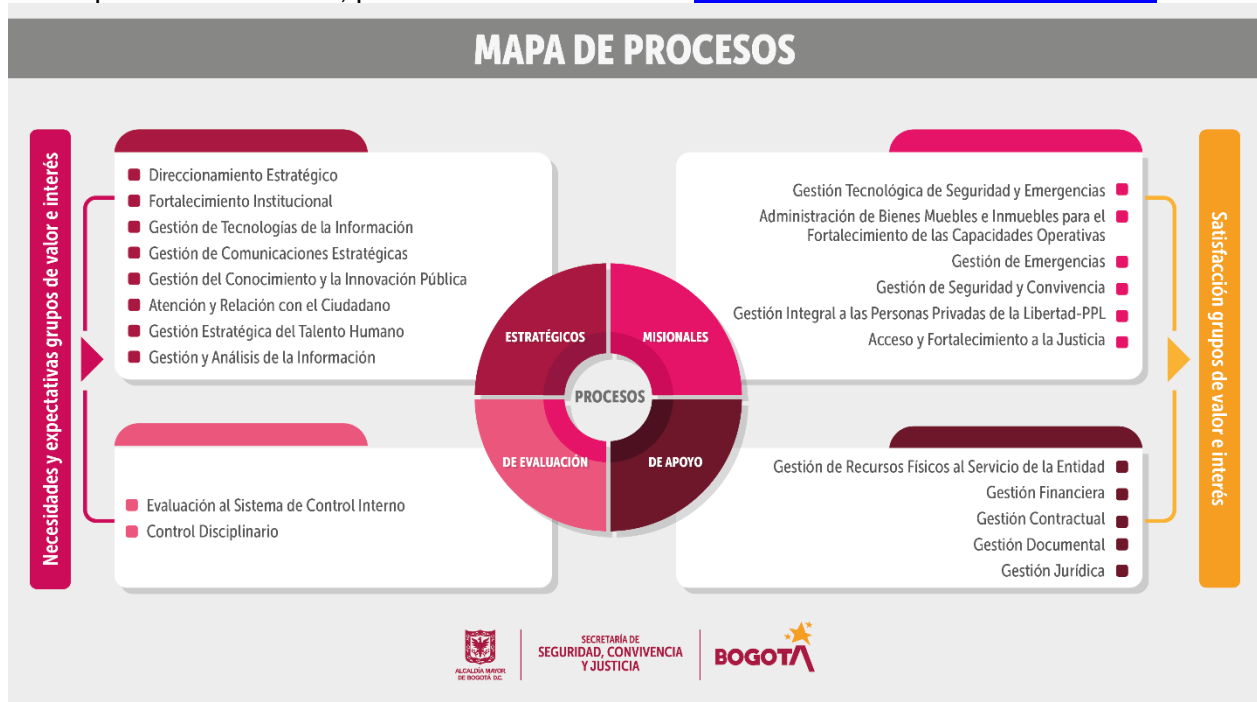 MAPA DE PROCESOS
Necesidades y expectativas grupos de valor e interés
Direccionamiento Estratégico
Fortalecimiento Institucional
Gestión de Tecnologías de la Información
Gestión de Comunicaciones Estratégicas
Gestión del Conocimiento y la Innovación Pública
Atención y Relación con el Ciudadano
Gestión Estratégica del Talento Humano
Gestión y Análisis de la Información
Evaluación al Sistema de Control Interno
Control Disciplinario
ESTRATÉGICOS
MISIONALES
PROCESOS
DE EVALUACIÓN
DE APOYO
Gestión Tecnológica de Seguridad y Emergencias
Administración de Bienes Muebles e Inmuebles para el
Fortalecimiento de las Capacidades Operativas
Gestión de Emergencias
Gestión de Seguridad y Convivencia
Gestión Integral a las Personas Privadas de la Libertad-PPL
Acceso y Fortalecimiento a la Justicia
Gestión de Recursos Físicos al Servicio de la Entidad
Gestión Financiera
Gestión Contractual
Gestión Documental
Gestión Jurídica
Satisfacción grupos de valor e interés
ALCALDÍA MAYOR
DE BOGOTÁ D.C.
SECRETARÍA DE
SEGURIDAD, CONVIVENCIA
Y JUSTICIA
BOGOTÁ